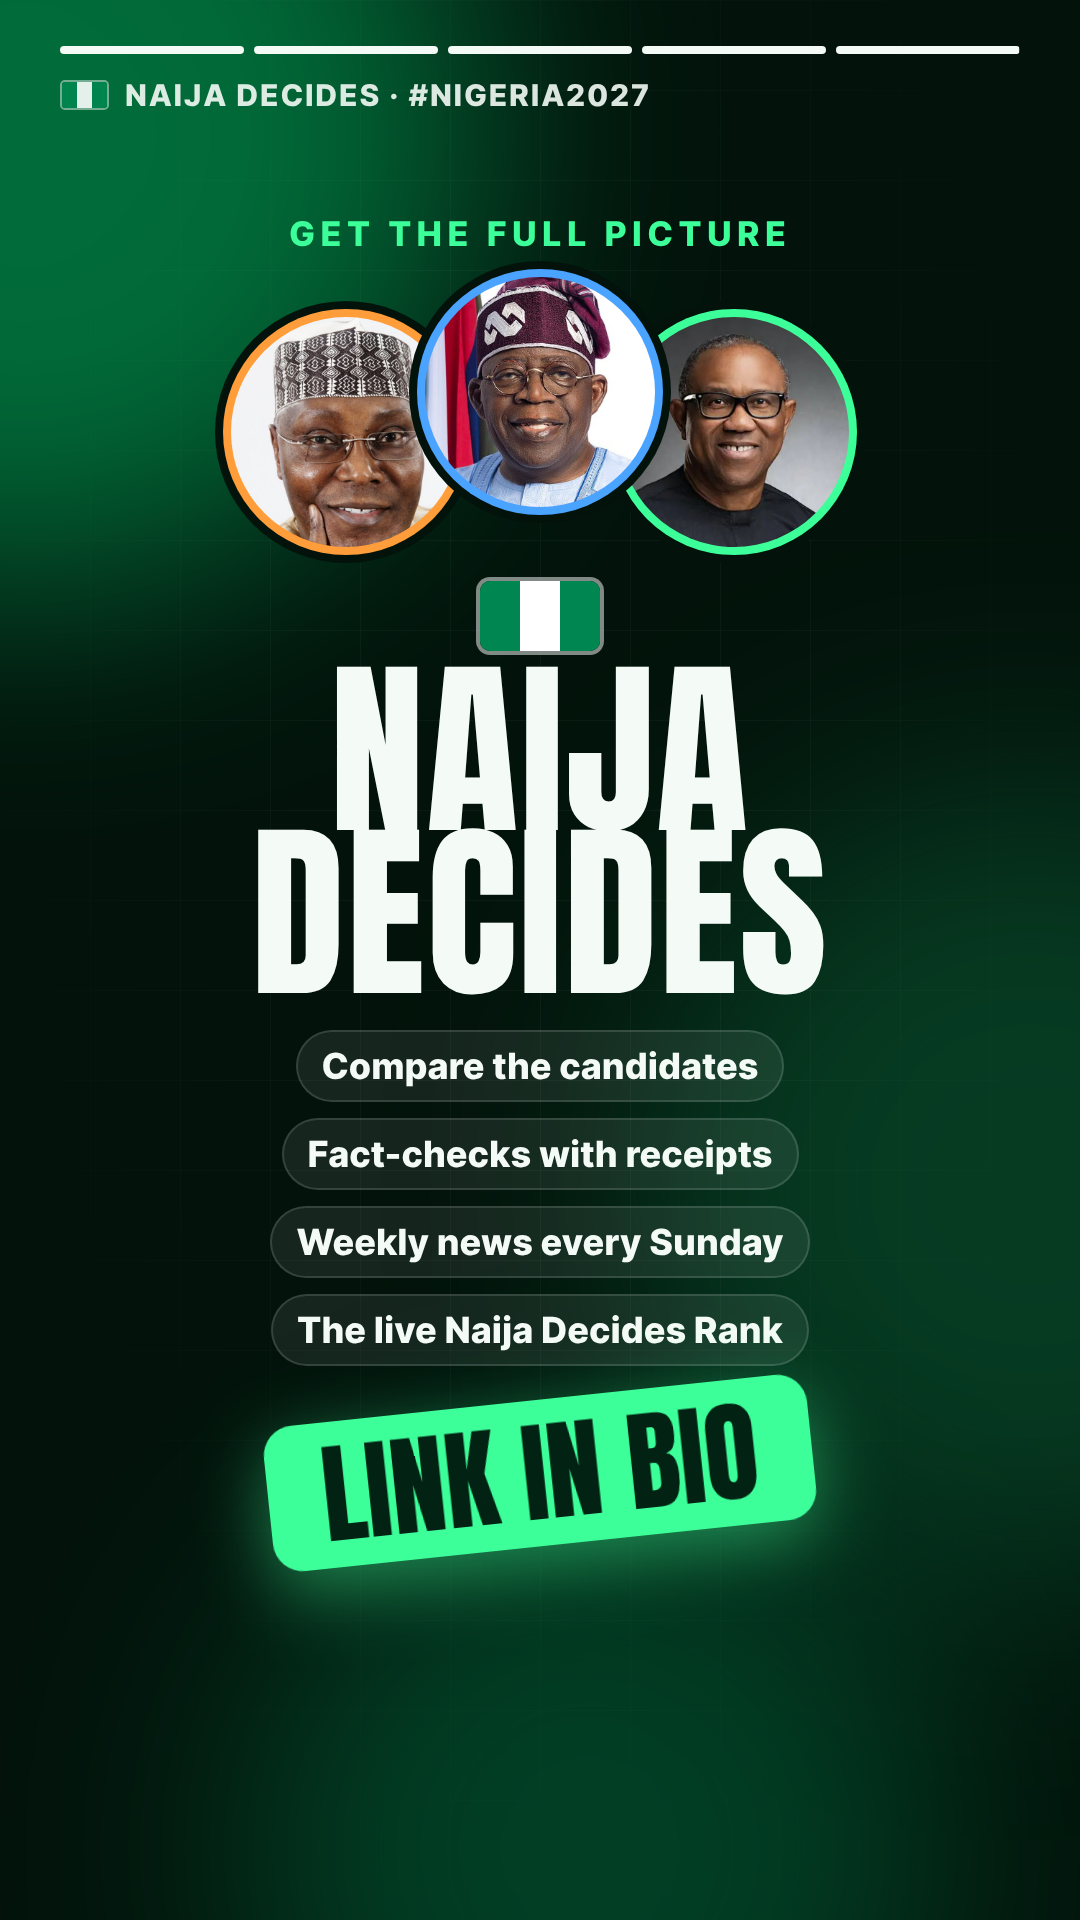 NAIJA DECIDES · #NIGERIA2027
GET THE FULL PICTURE
NAIJA
DECIDES
Compare the candidates
Fact-checks with receipts
Weekly news every Sunday
The live Naija Decides Rank
LINK IN BIO